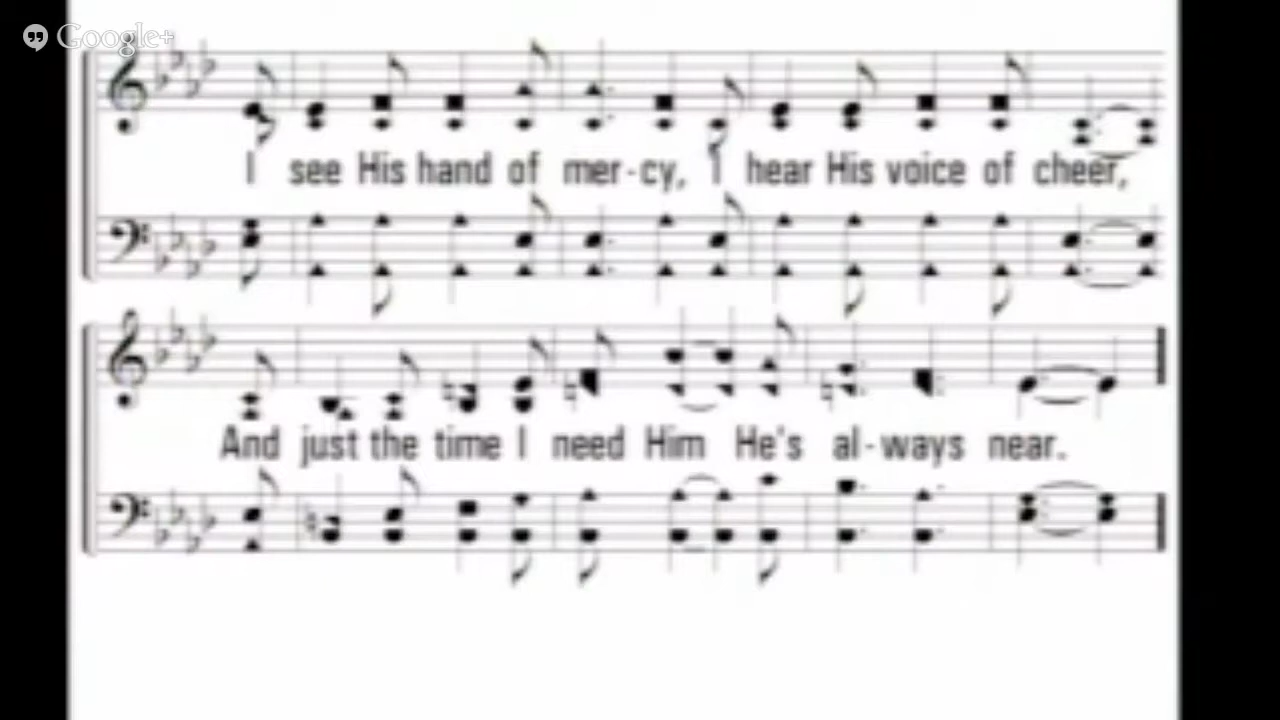 Google+
I see His hand of mer-cy, I hear His voice of cheer,
And just the time I need Him He's al-ways near.